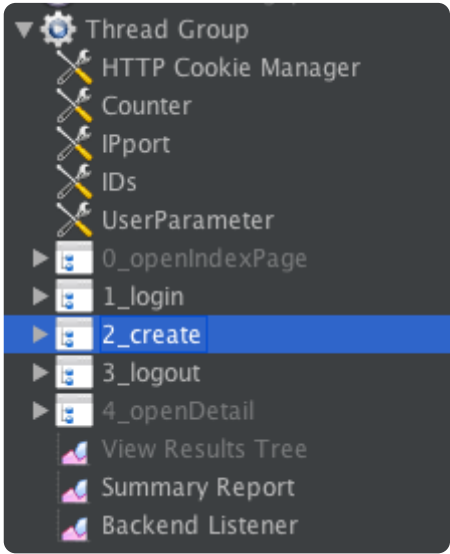 Thread Group
HTTP Cookie Manager
Counter
IPport
IDs
UserParameter
0_openIndexPage
1_login
2_create
3_logout
4_openDetail
View Results Tree
Summary Report
Backend Listener